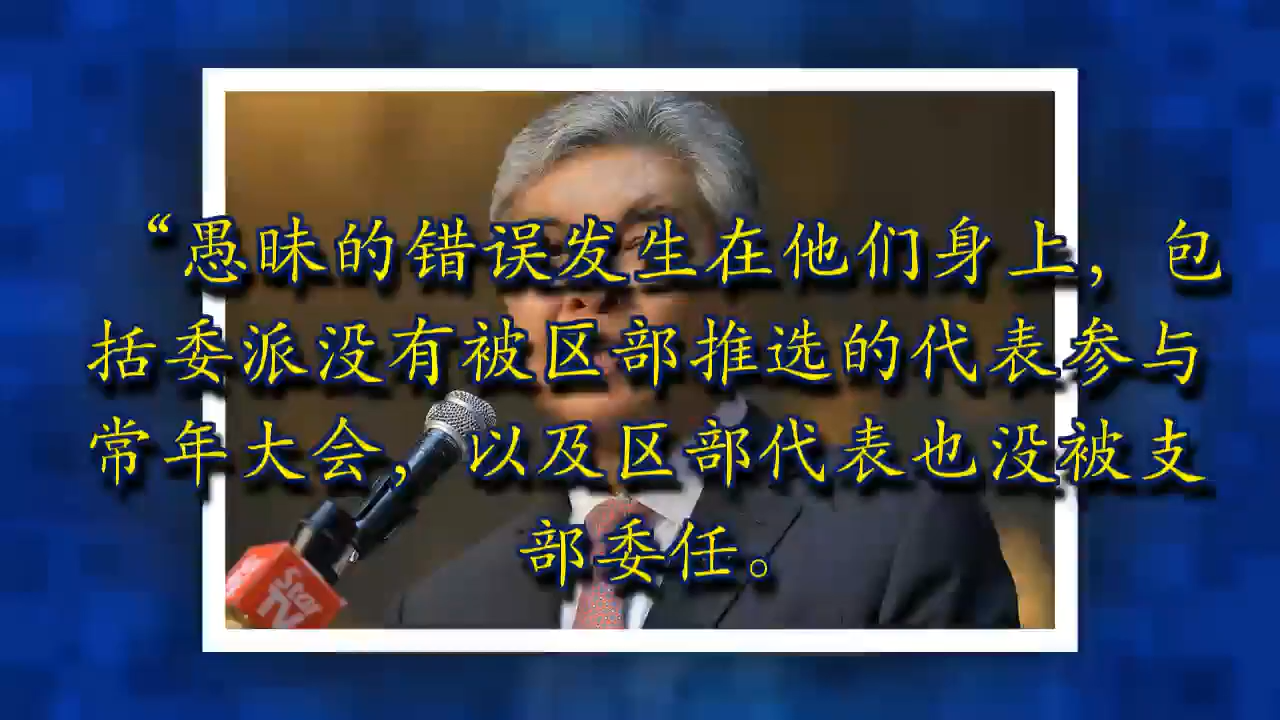 “愚昧的错误发生在他们身上，包
括委派没有被区部推选的代表参与
常年大会，以及区部代表也没被支
部委任。
Star
TV